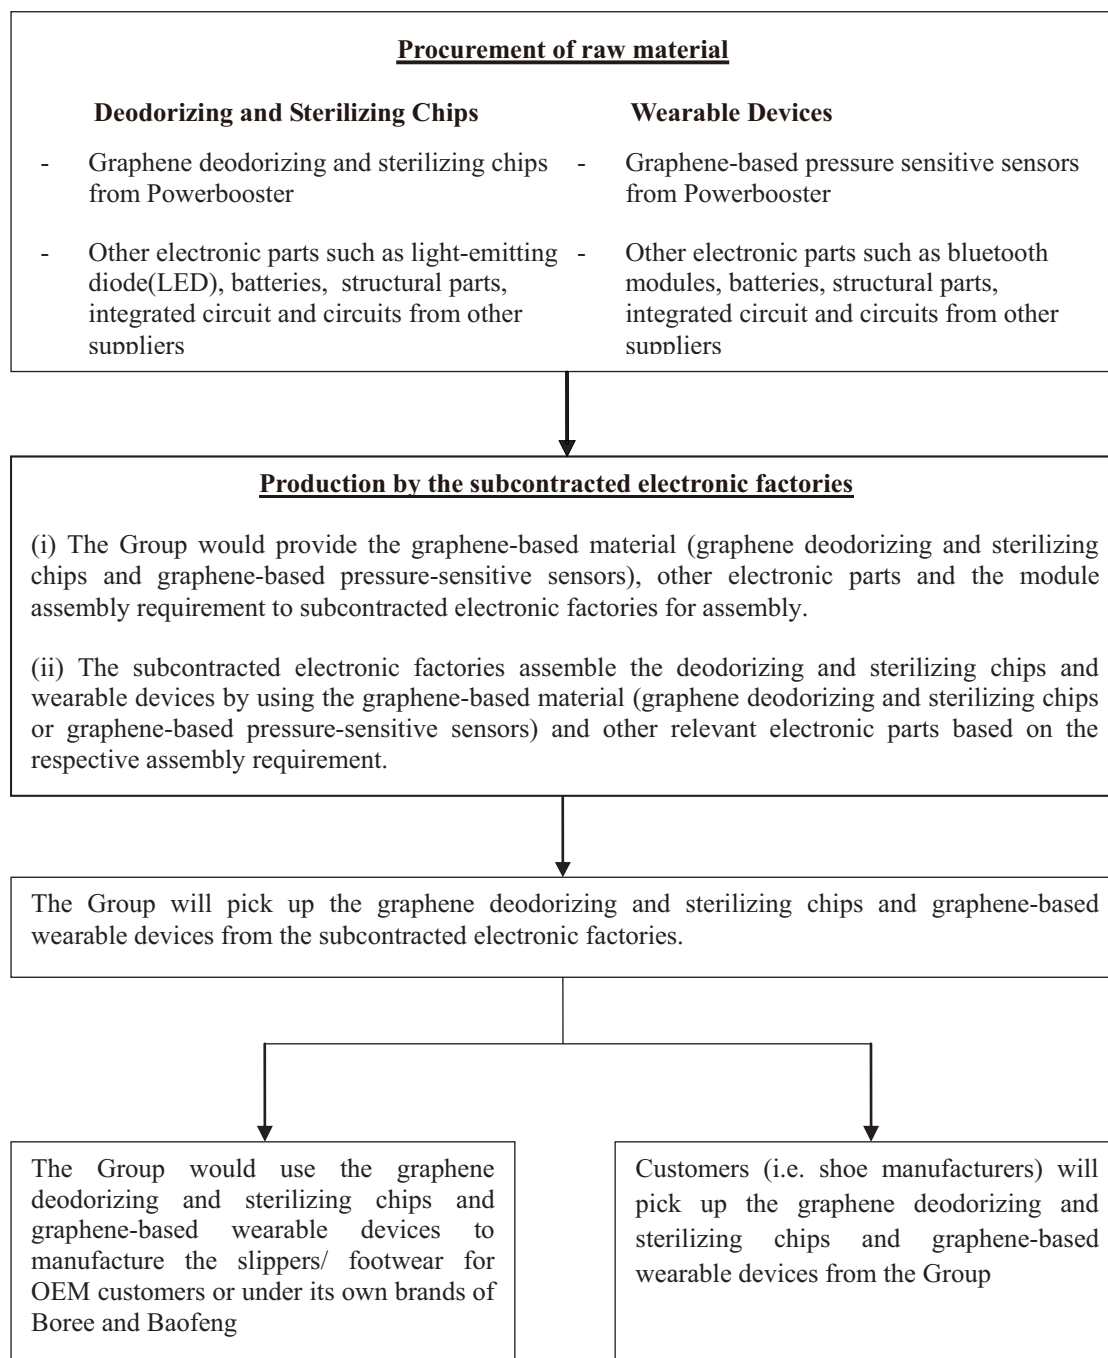 Procurement of raw material
Deodorizing and Sterilizing Chips
- Graphene deodorizing and sterilizing chips
from Powerbooster
- Other electronic parts such as light-emitting
diode(LED), batteries, structural parts,
integrated circuit and circuits from other
suppliers
Wearable Devices
- Graphene-based pressure sensitive sensors
from Powerbooster
- Other electronic parts such as bluetooth
modules, batteries, structural parts,
integrated circuit and circuits from other
suppliers
Production by the subcontracted electronic factories
(i) The Group would provide the graphene-based material (graphene deodorizing and sterilizing
chips and graphene-based pressure-sensitive sensors), other electronic parts and the module
assembly requirement to subcontracted electronic factories for assembly.
(ii) The subcontracted electronic factories assemble the deodorizing and sterilizing chips and
wearable devices by using the graphene-based material (graphene deodorizing and sterilizing chips
or graphene-based pressure-sensitive sensors) and other relevant electronic parts based on the
respective assembly requirement.
The Group will pick up the graphene deodorizing and sterilizing chips and graphene-based
wearable devices from the subcontracted electronic factories.
The Group would use the graphene
deodorizing and sterilizing chips and
graphene-based wearable devices to
manufacture the slippers/ footwear for
OEM customers or under its own brands of
Boree and Baofeng
Customers (i.e. shoe manufacturers) will
pick up the graphene deodorizing and
sterilizing chips and graphene-based
wearable devices from the Group